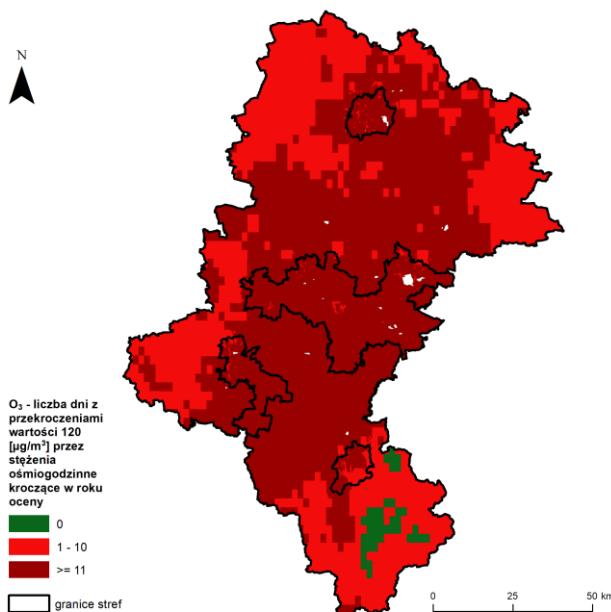 N
O₃ - liczba dni z
przekroczeniami
wartości 120
[µg/m³] przez
stężenia
ośmiogodzinne
kroczące w roku
oceny
0
1 - 10
>= 11
granice stref
0 25 50 km